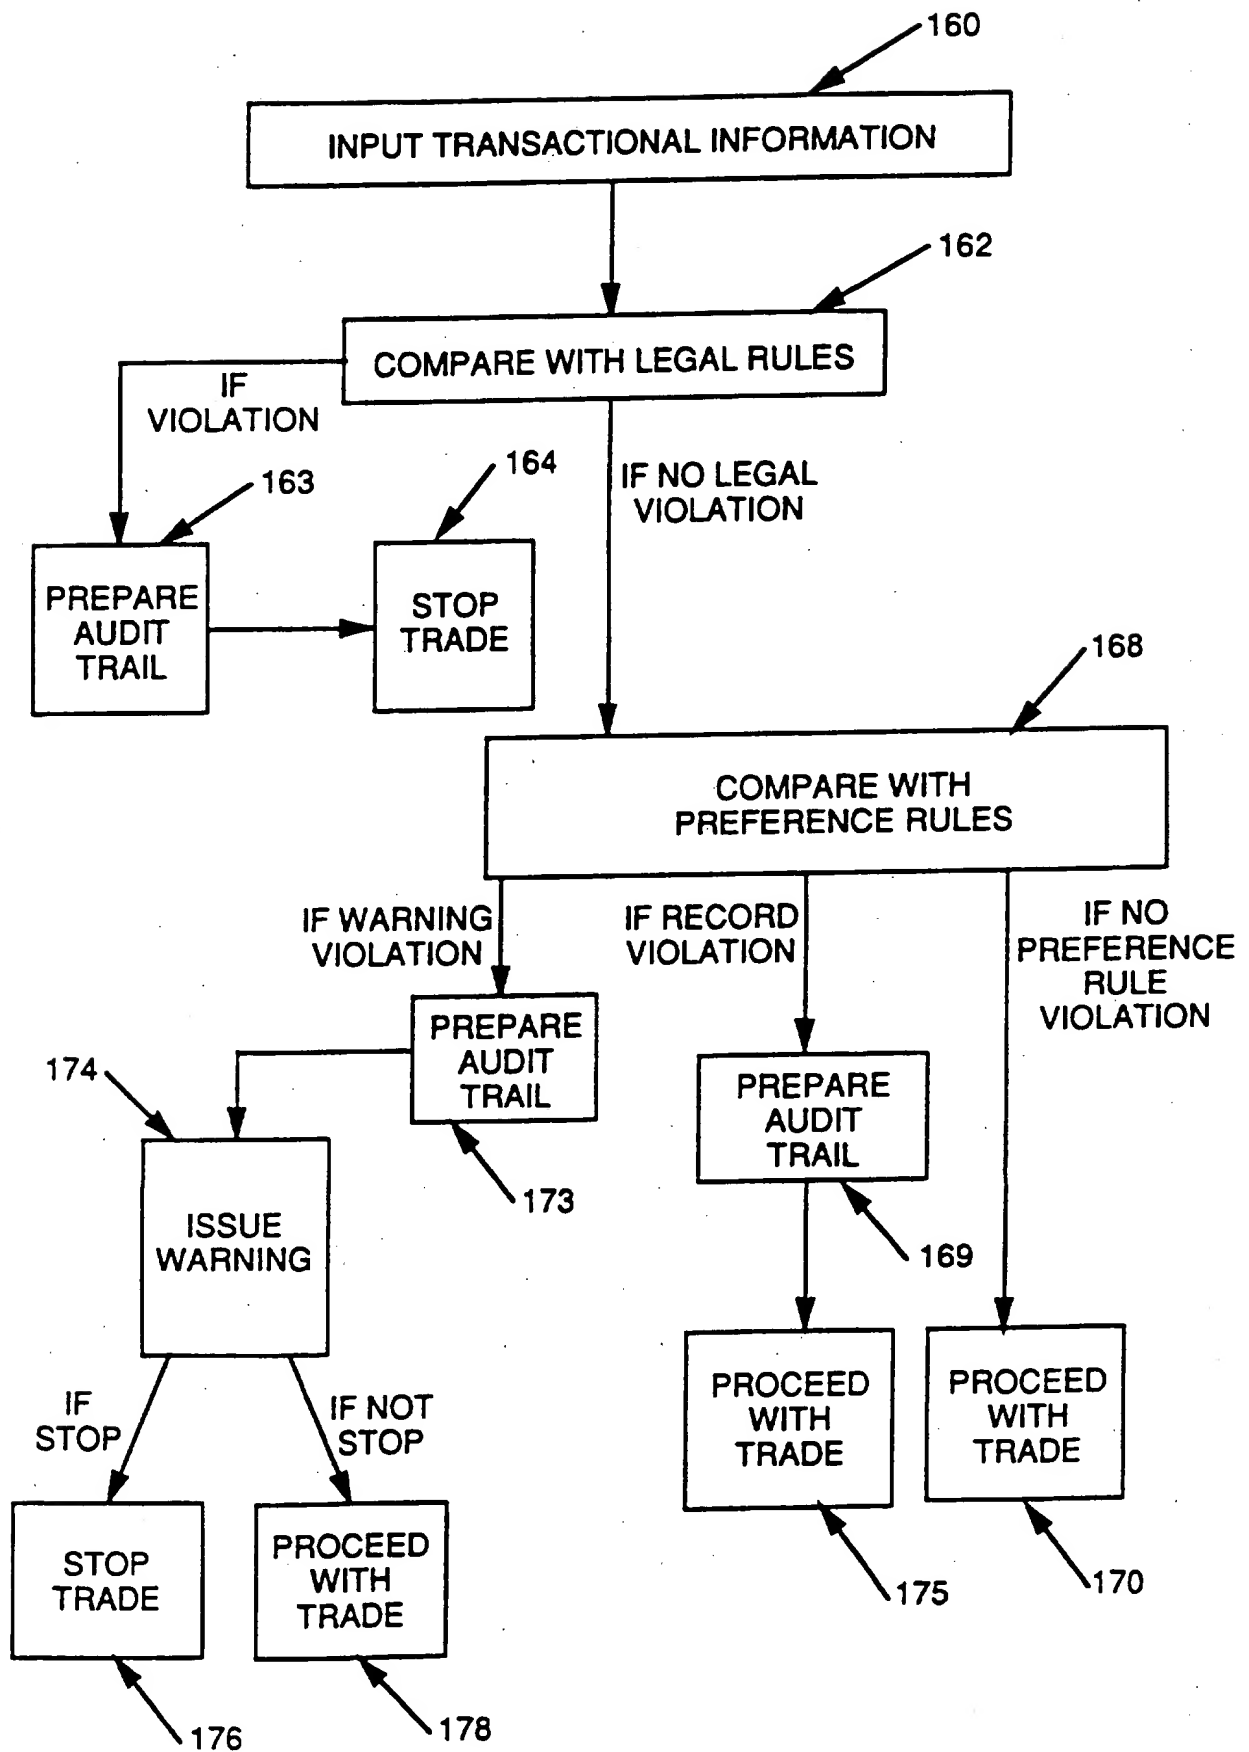 160
INPUT TRANSACTIONAL INFORMATION
162
COMPARE WITH LEGAL RULES
IF
VIOLATION
163
164
IF NO LEGAL
VIOLATION
PREPARE
AUDIT
TRAIL
STOP
TRADE
168
COMPARE WITH
PREFERENCE RULES
IF WARNING
VIOLATION
IF RECORD
VIOLATION
IF NO
PREFERENCE
RULE
VIOLATION
PREPARE
AUDIT
TRAIL
173
174
ISSUE
WARNING
PREPARE
AUDIT
TRAIL
169
IF
STOP
IF NOT
STOP
PROCEED
WITH
TRADE
175
PROCEED
WITH
TRADE
170
STOP
TRADE
176
PROCEED
WITH
TRADE
178